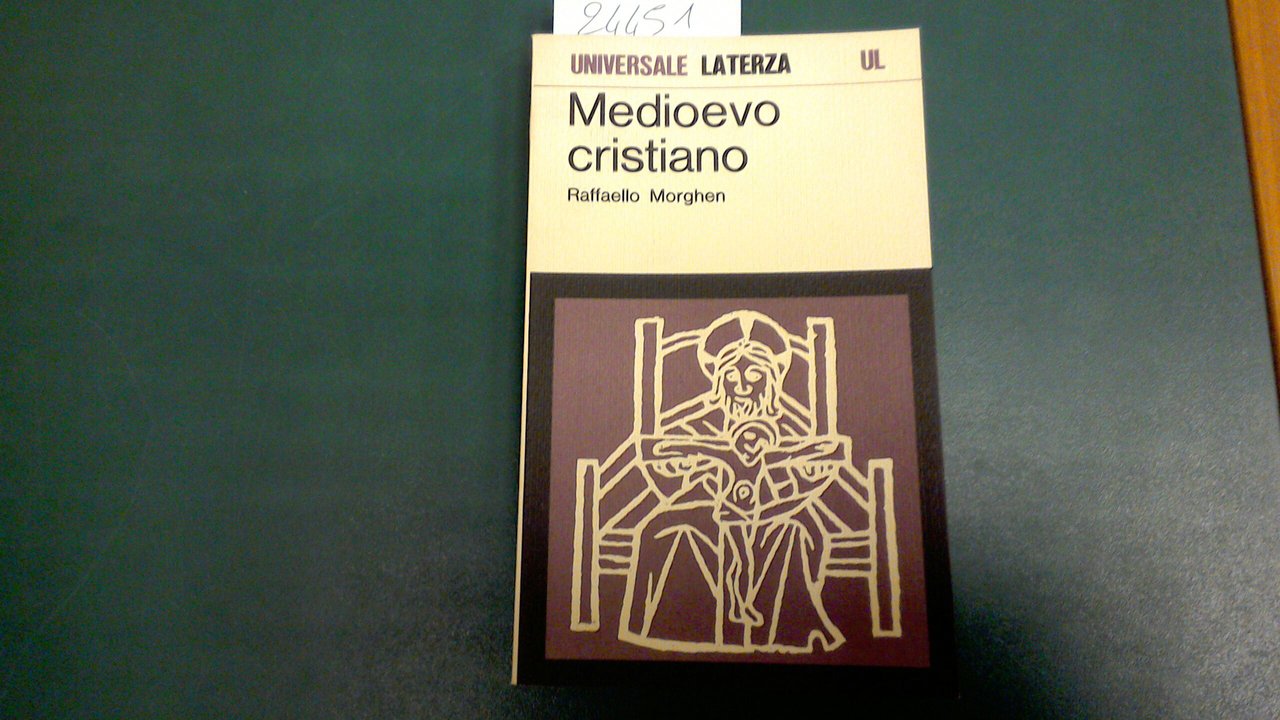 24451
UNIVERSALE LATERZA UL
Medioevo
cristiano
Raffaello Morghen